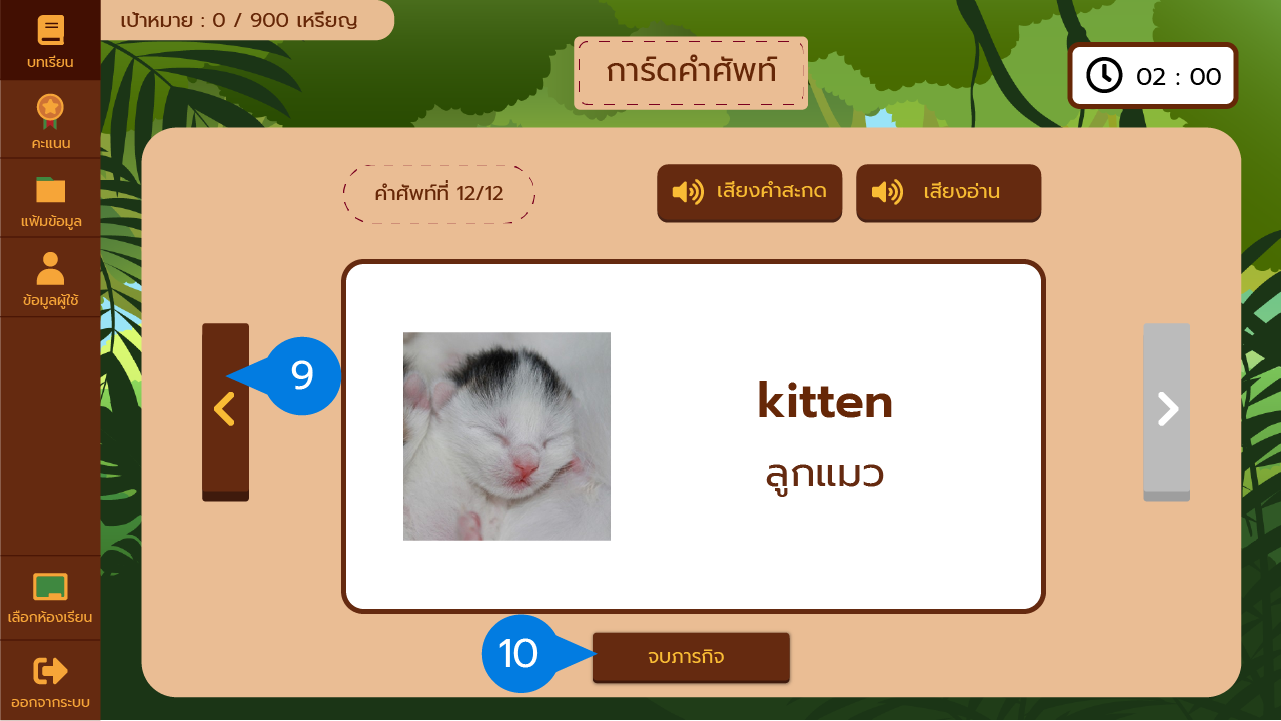 เป้าหมาย : 0 / 900 เหรียญ
บทเรียน
คะแนน
แฟ้มข้อมูล
ข้อมูลผู้ใช้
เลือกห้องเรียน
ออกจากระบบ
การ์ดคำศัพท์
02 : 00
คำศัพท์ที่ 12/12
เสียงคำสะกด
เสียงอ่าน
9
kitten
ลูกแมว
10
จบภารกิจ